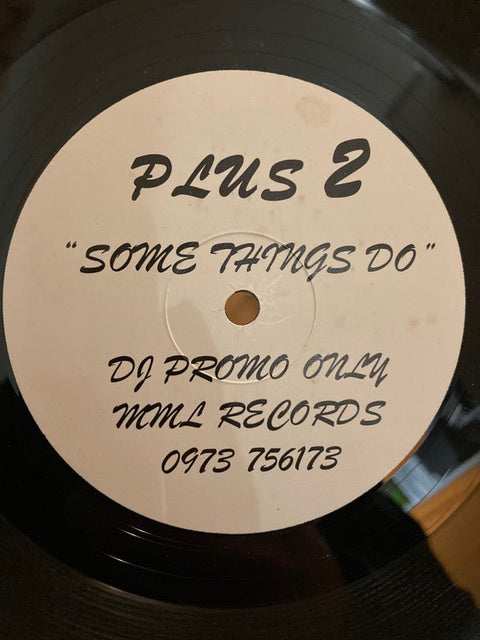 PLUS 2
"SOME THINGS DO"
DJ PROMO ONLY
MML RECORDS
0973 756173